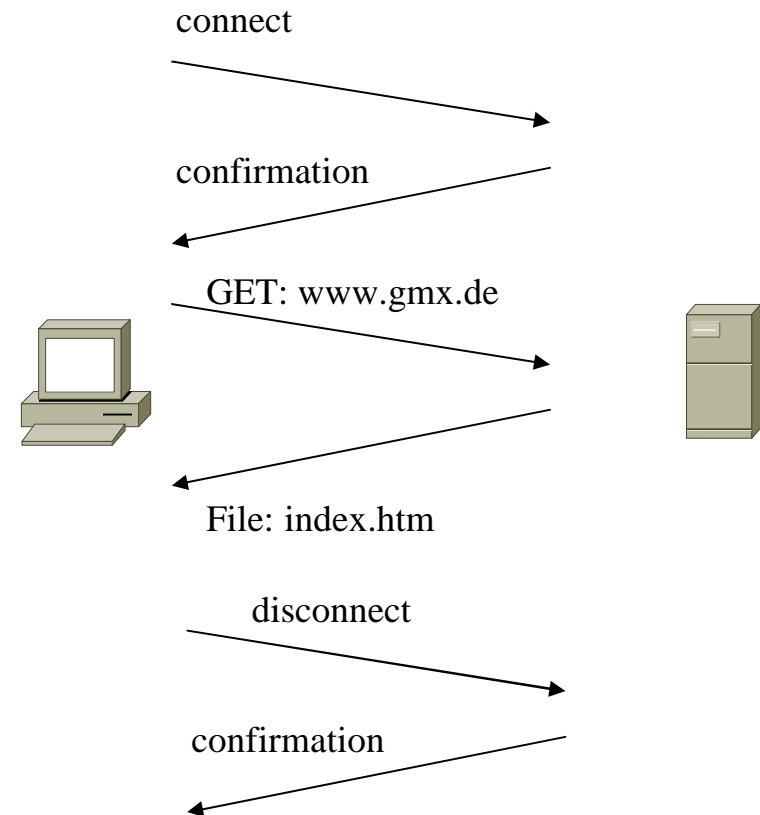 connect
confirmation
GET: www.gmx.de
File: index.htm
disconnect
confirmation